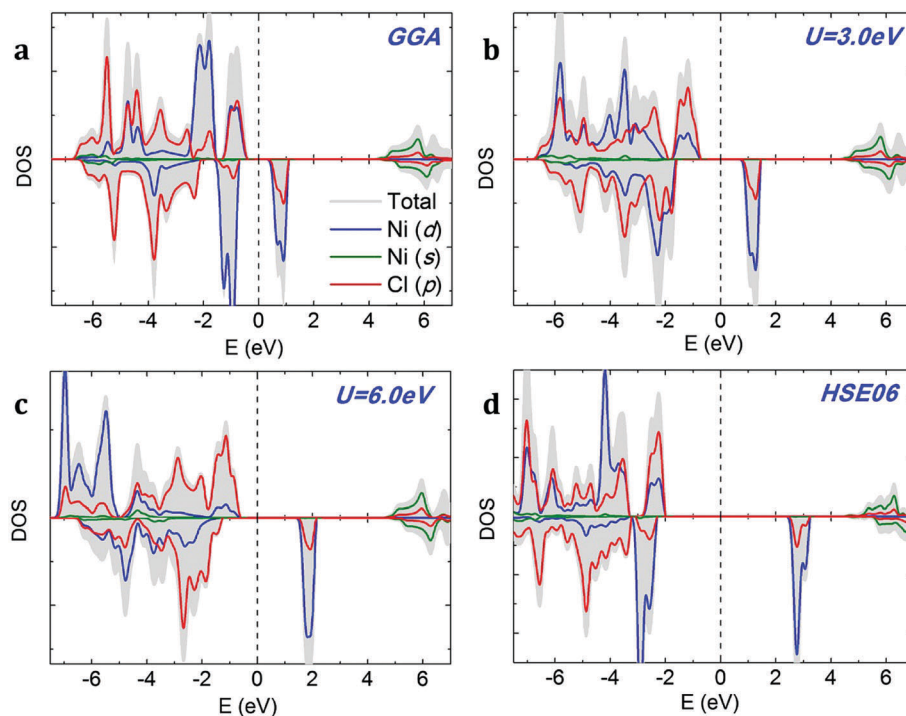 a
GGA
DOS
Total
Ni (d)
Ni (s)
Cl (p)
-6 -4 -2 0 2 4 6
E (eV)
b
U=3.0eV
DOS
-6 -4 -2 0 2 4 6
E (eV)
c
U=6.0eV
DOS
-6 -4 -2 0 2 4 6
E (eV)
d
HSE06
DOS
-6 -4 -2 0 2 4 6
E (eV)